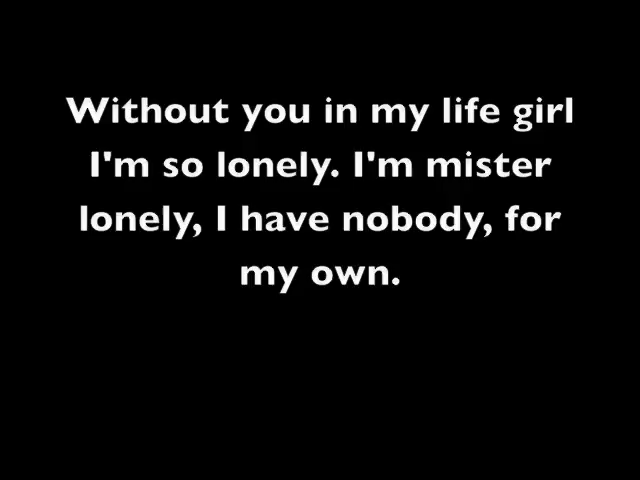 Without you in my life girl
I'm so lonely. I'm mister
lonely, I have nobody, for
my own.